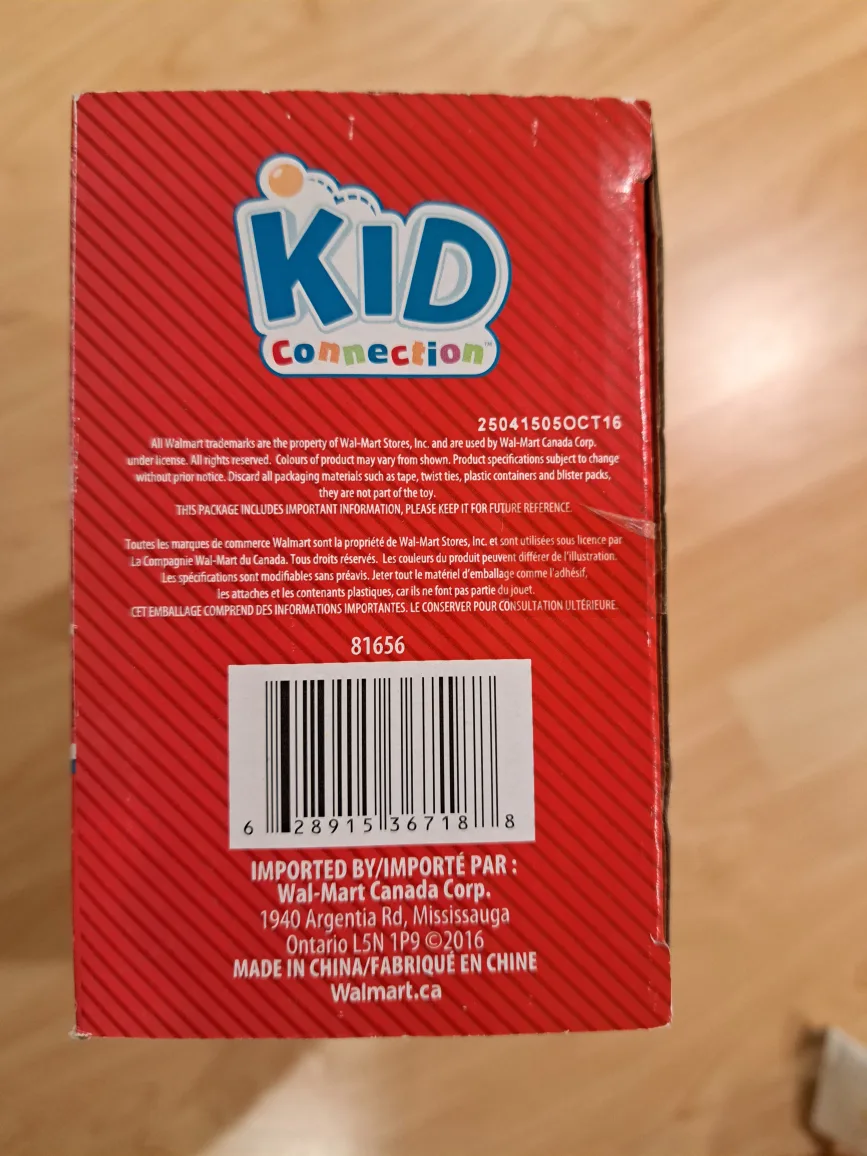 KID
Connection™
25041505OCT16
All Walmart trademarks are the property of Wal-Mart Stores, Inc. and are used by Wal-Mart Canada Corp.
under license. All rights reserved. Colours of product may vary from shown. Product specifications subject to change
without prior notice. Discard all packaging materials such as tape, twist ties, plastic containers and blister packs,
they are not part of the toy.
THIS PACKAGE INCLUDES IMPORTANT INFORMATION, PLEASE KEEP IT FOR FUTURE REFERENCE.
Toutes les marques de commerce Walmart sont la propriété de Wal-Mart Stores, Inc. et sont utilisées sous licence par
La Compagnie Wal-Mart du Canada. Tous droits réservés. Les couleurs du produit peuvent différer de l'illustration.
Les spécifications sont modifiables sans préavis. Jeter tout le matériel d'emballage comme l'adhésif,
les attaches et les contenants plastiques, car ils ne font pas partie du jouet.
CET EMBALLAGE COMPREND DES INFORMATIONS IMPORTANTES. LE CONSERVER POUR CONSULTATION ULTÉRIEURE.
81656
6 28915 36718 8
IMPORTED BY/IMPORTÉ PAR :
Wal-Mart Canada Corp.
1940 Argentia Rd, Mississauga
Ontario L5N 1P9 ©2016
MADE IN CHINA/FABRIQUÉ EN CHINE
Walmart.ca